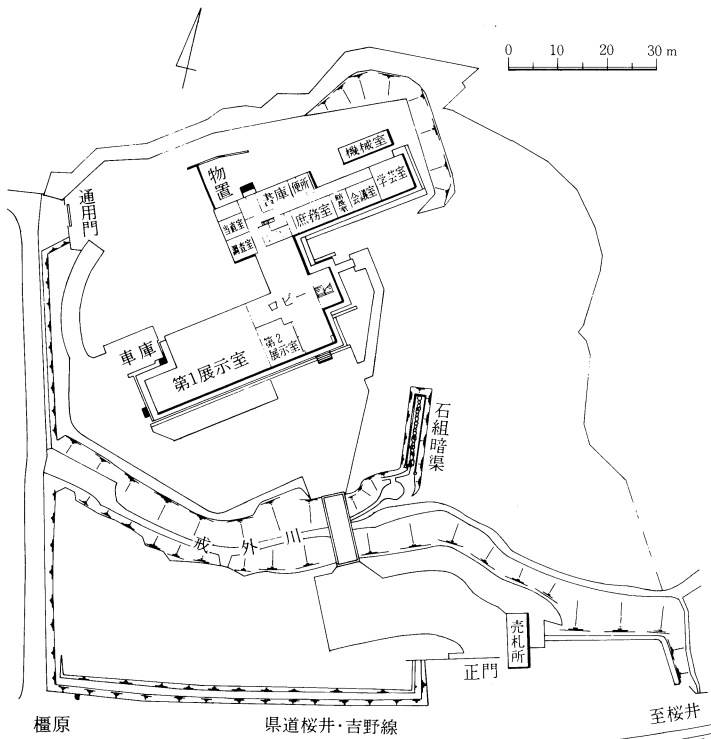 0 10 20 30 m
機械室
物置
書庫
便所
学芸室
会議室
庶務室
当直室
調査室
通用門
ロビー
第2
展示室
第1展示室
車庫
石組暗渠
戒外川
売札所
正門
至桜井
橿原
県道桜井・吉野線